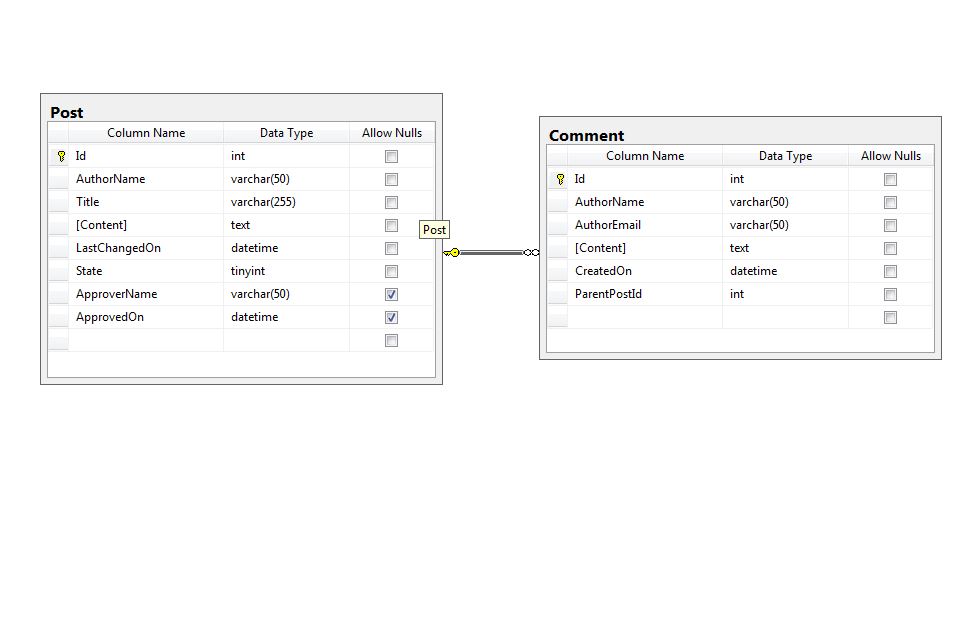 Post
Column Name Data Type Allow Nulls
Id int
AuthorName varchar(50)
Title varchar(255)
[Content] text
LastChangedOn datetime
State tinyint
ApproverName varchar(50)
ApprovedOn datetime
Post
Comment
Column Name Data Type Allow Nulls
Id int
AuthorName varchar(50)
AuthorEmail varchar(50)
[Content] text
CreatedOn datetime
ParentPostId int